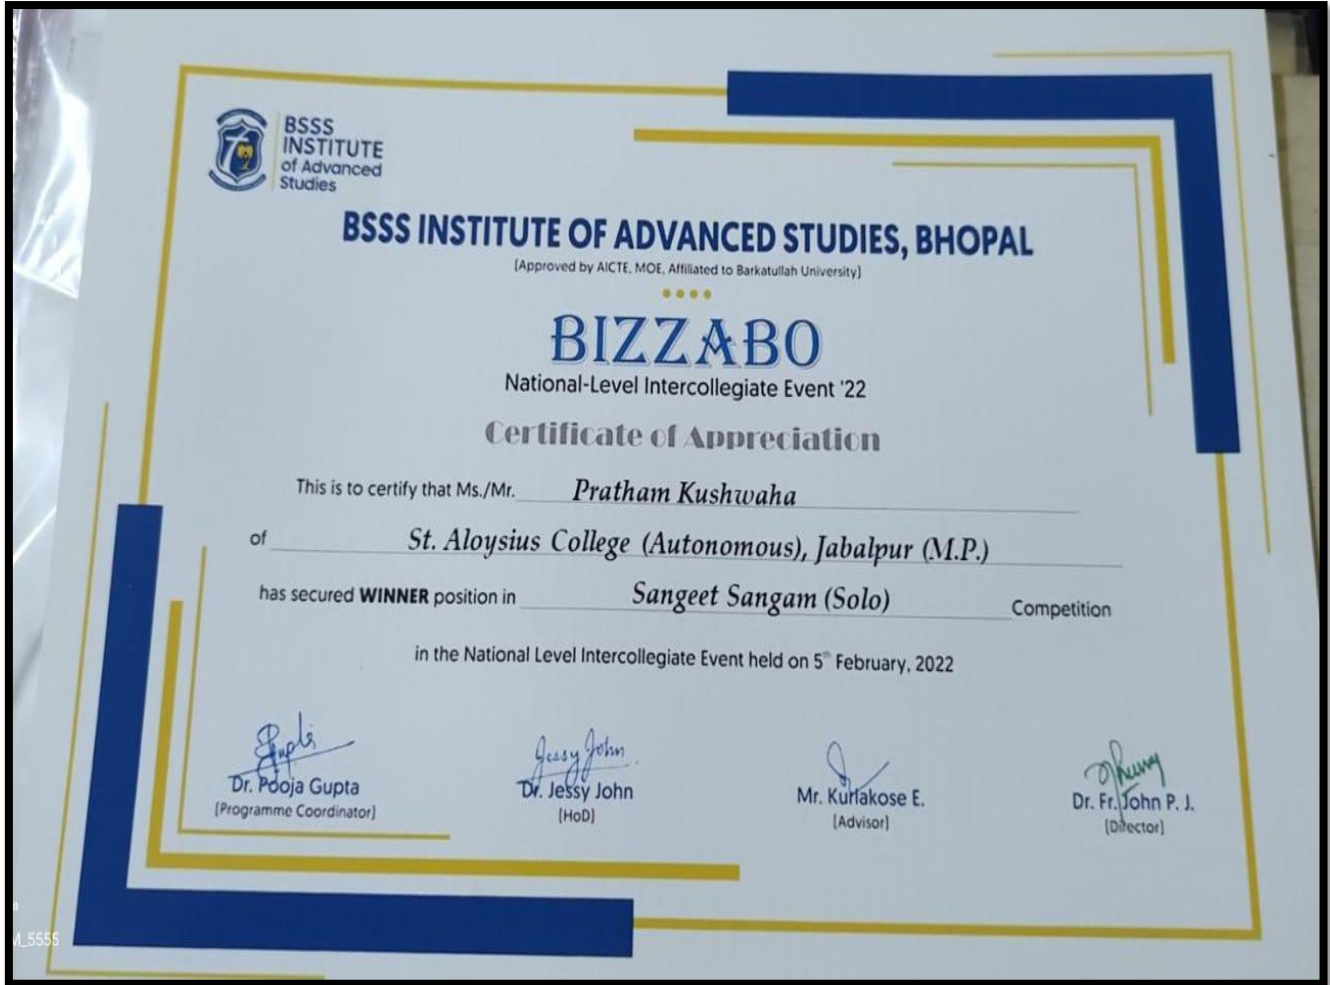 BSSS
INSTITUTE
of Advanced
Studies
BSSS INSTITUTE OF ADVANCED STUDIES, BHOPAL
(Approved by AICTE, MOE, Affiliated to Barkatullah University)
BIZZABO
National-Level Intercollegiate Event '22
Certificate of Appreciation
This is to certify that Ms./Mr. Pratham Kushwaha
of St. Aloysius College (Autonomous), Jabalpur (M.P.)
has secured WINNER position in Sangeet Sangam (Solo) Competition
in the National Level Intercollegiate Event held on 5th February, 2022
Jessy John
Dr. Pooja Gupta Dr. Jessy John Mr. Kuriakose E. Dr. Fr. John P. J.
(Programme Coordinator) (HoD) (Advisor) (Director)
M_5555